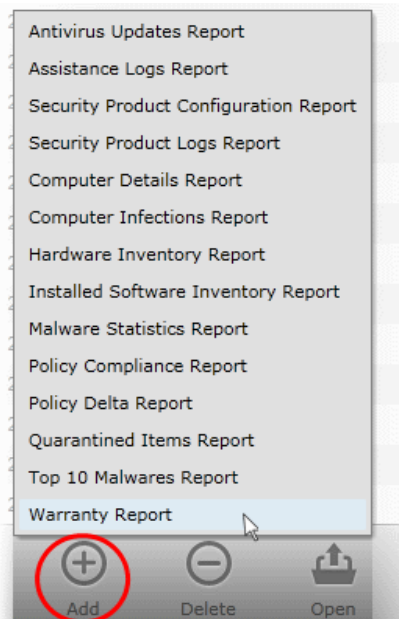 Antivirus Updates Report
Assistance Logs Report
Security Product Configuration Report
Security Product Logs Report
Computer Details Report
Computer Infections Report
Hardware Inventory Report
Installed Software Inventory Report
Malware Statistics Report
Policy Compliance Report
Policy Delta Report
Quarantined Items Report
Top 10 Malwares Report
Warranty Report
Add Delete Open